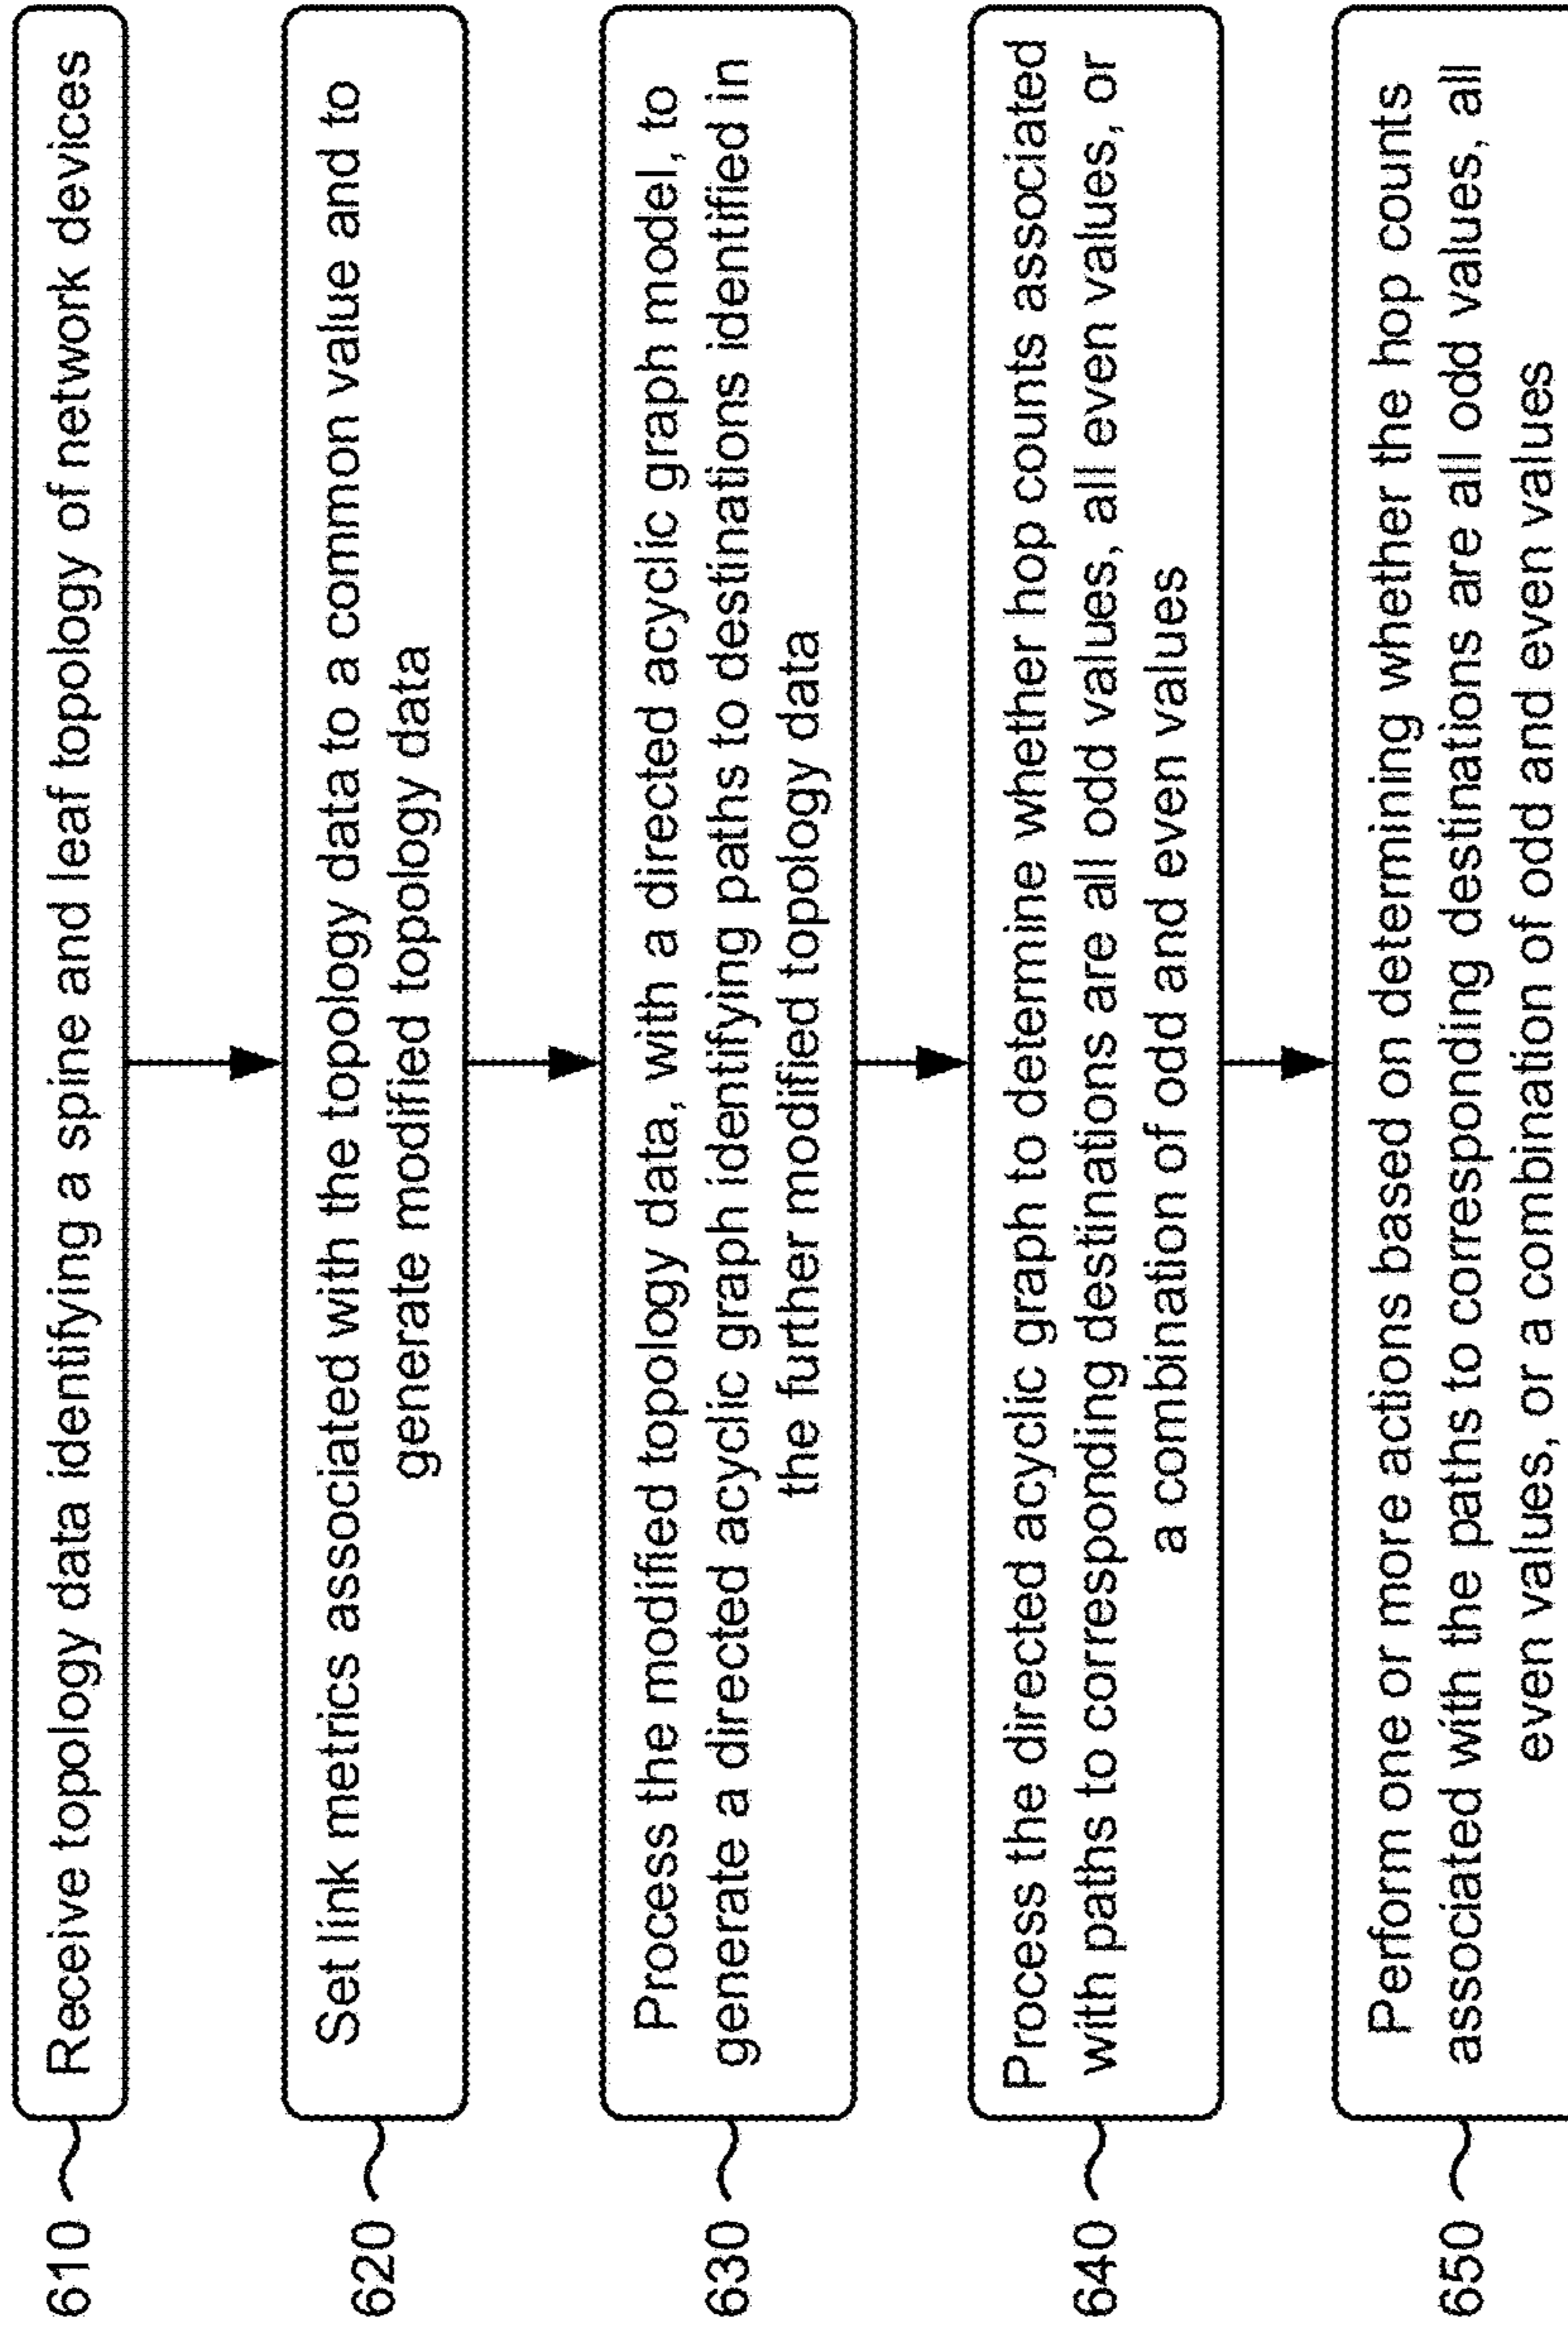 610
Receive topology data identifying a spine and leaf topology of network devices
620
Set link metrics associated with the topology data to a common value and to
generate modified topology data
630
Process the modified topology data, with a directed acyclic graph model, to
generate a directed acyclic graph identifying paths to destinations identified in
the further modified topology data
640
Process the directed acyclic graph to determine whether hop counts associated
with paths to corresponding destinations are all odd values, all even values, or
a combination of odd and even values
650
Perform one or more actions based on determining whether the hop counts
associated with the paths to corresponding destinations are all odd values, all
even values, or a combination of odd and even values